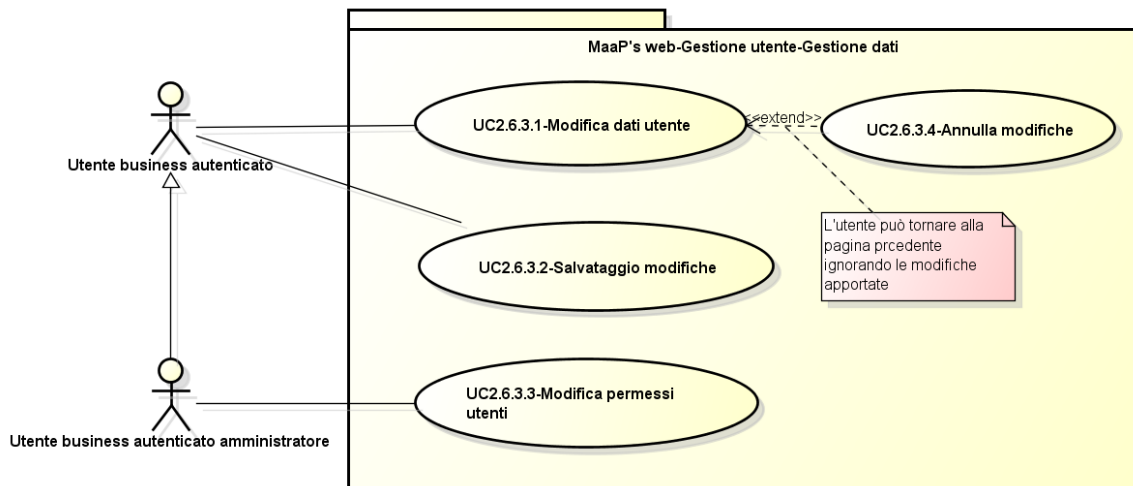 MaaP's web-Gestione utente-Gestione dati
UC2.6.3.1-Modifica dati utente
<<extend>>
UC2.6.3.4-Annulla modifiche
Utente business autenticato
L'utente può tornare alla
pagina prcedente
ignorando le modifiche
apportate
UC2.6.3.2-Salvataggio modifiche
UC2.6.3.3-Modifica permessi
utenti
Utente business autenticato amministratore